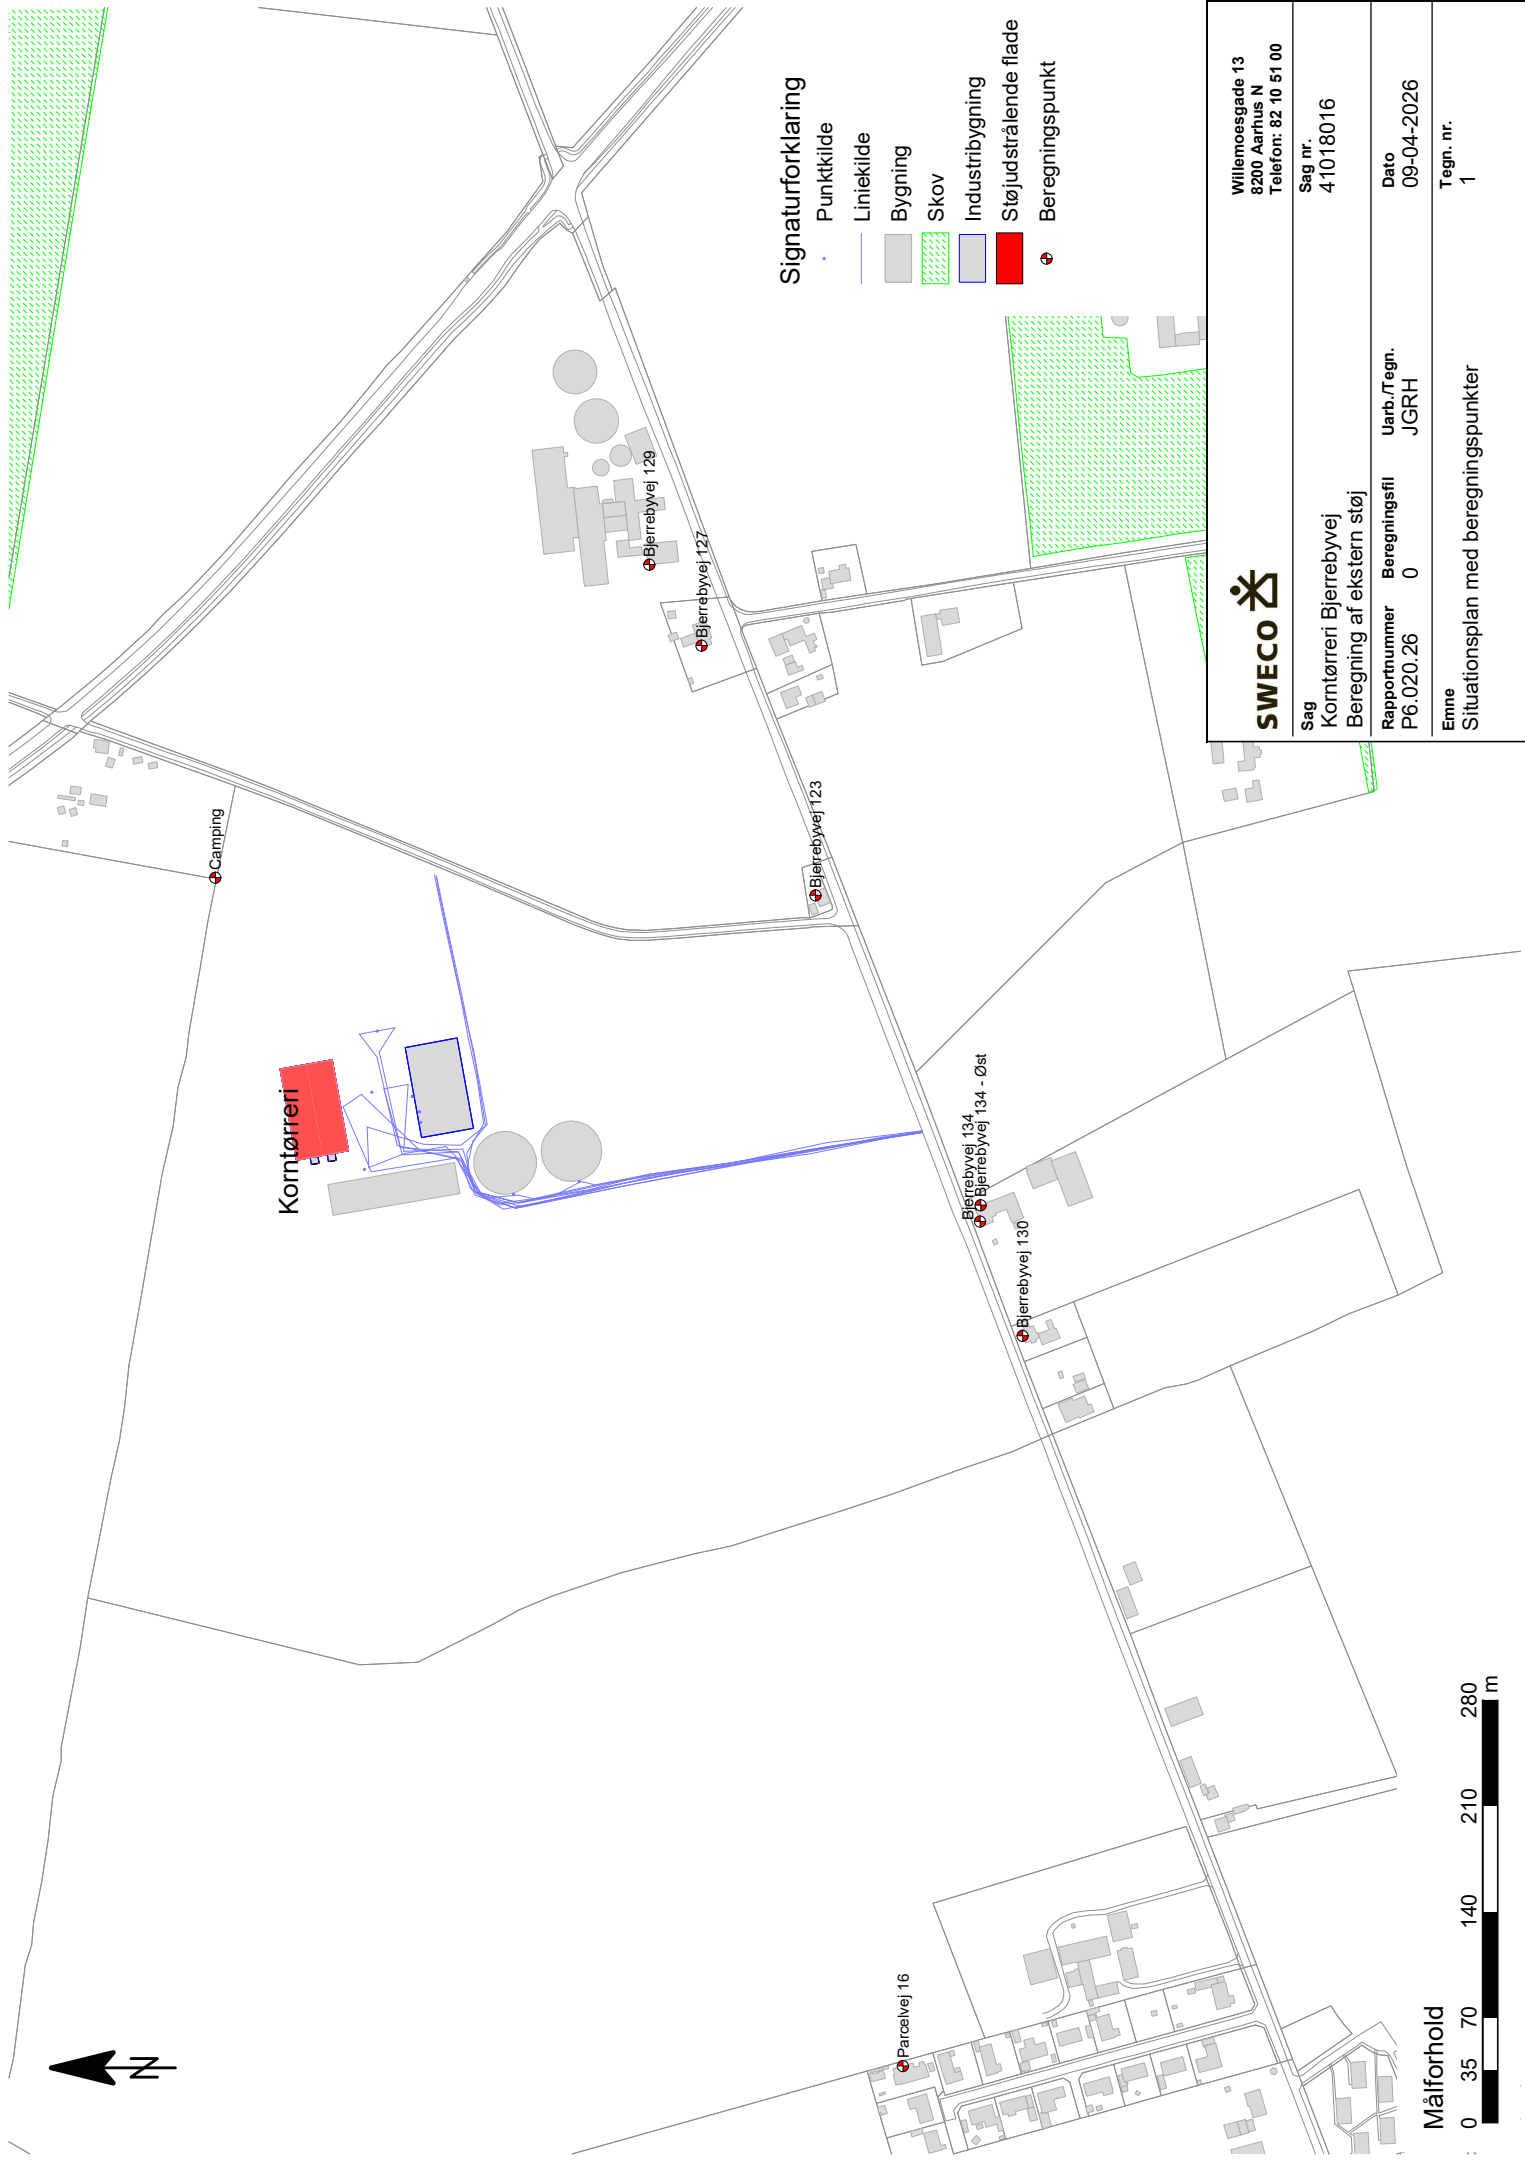 Korntørreri
Camping
Bjerrebyvej 129
Bjerrebyvej 127
Bjerrebyvej 123
Bjerrebyvej 134
Bjerrebyvej 134 - Øst
Bjerrebyvej 130
Parcelvej 16
N
Signaturforklaring
Punktkilde
Liniekilde
Bygning
Skov
Industribygning
Støjudstrålende flade
Beregningspunkt
Målforhold
0 35 70 140 210 280
m
SWECO
Willemoesgade 13
8200 Aarhus N
Telefon: 82 10 51 00
Sag
Korntørreri Bjerrebyvej
Beregning af ekstern støj
Sag nr.
41018016
Rapportnummer Beregningsfil Uarb./Tegn. Dato
P6.020.26 0 JGRH 09-04-2026
Emne
Situationsplan med beregningspunkter
Tegn. nr.
1